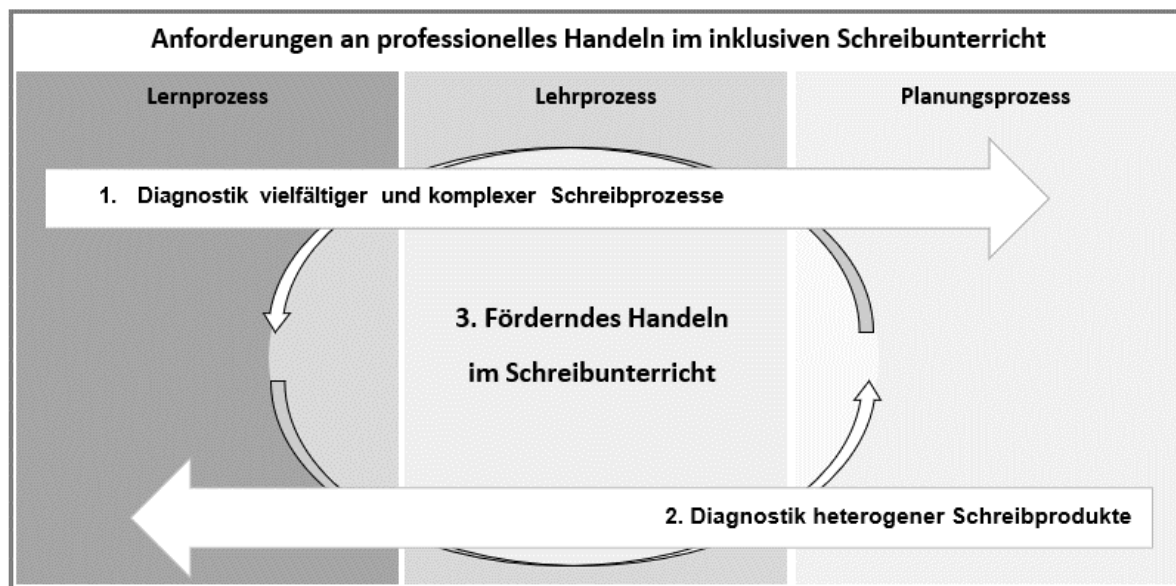 Anforderungen an professionelles Handeln im inklusiven Schreibunterricht
Lernprozess
Lehrprozess
Planungsprozess
1. Diagnostik vielfältiger und komplexer Schreibprozesse
3. Förderndes Handeln
im Schreibunterricht
2. Diagnostik heterogener Schreibprodukte